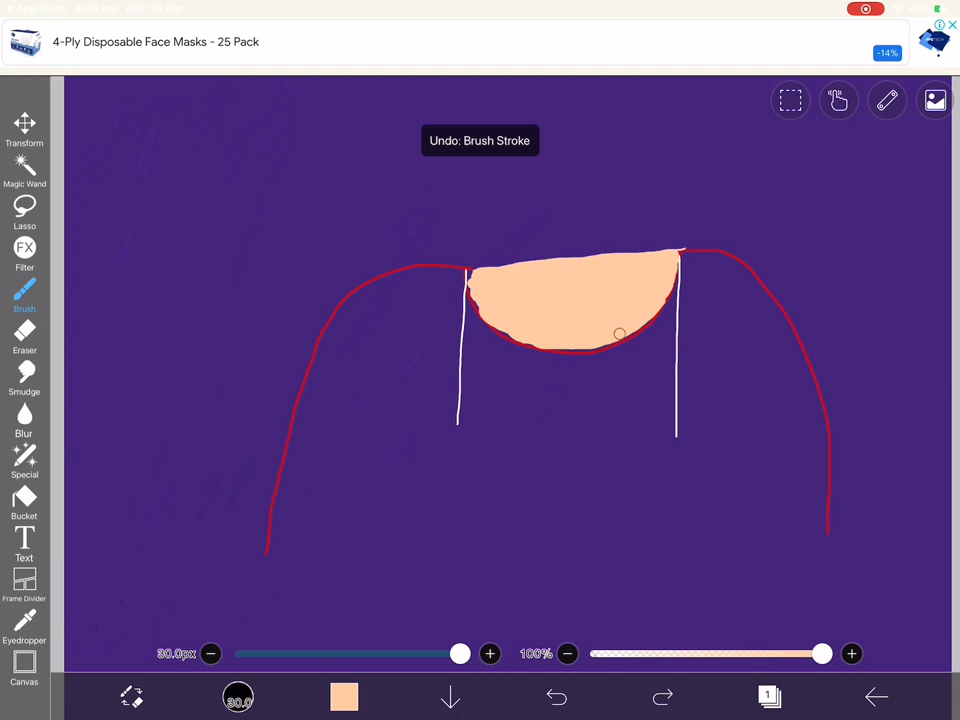 4-Ply Disposable Face Masks - 25 Pack
-14%
Undo: Brush Stroke
Transform
Magic Wand
Lasso
FX
Filter
Brush
Eraser
Smudge
Blur
Special
Bucket
T
Text
Frame Divider
Eyedropper
Canvas
30.0px
100%
30.0
1